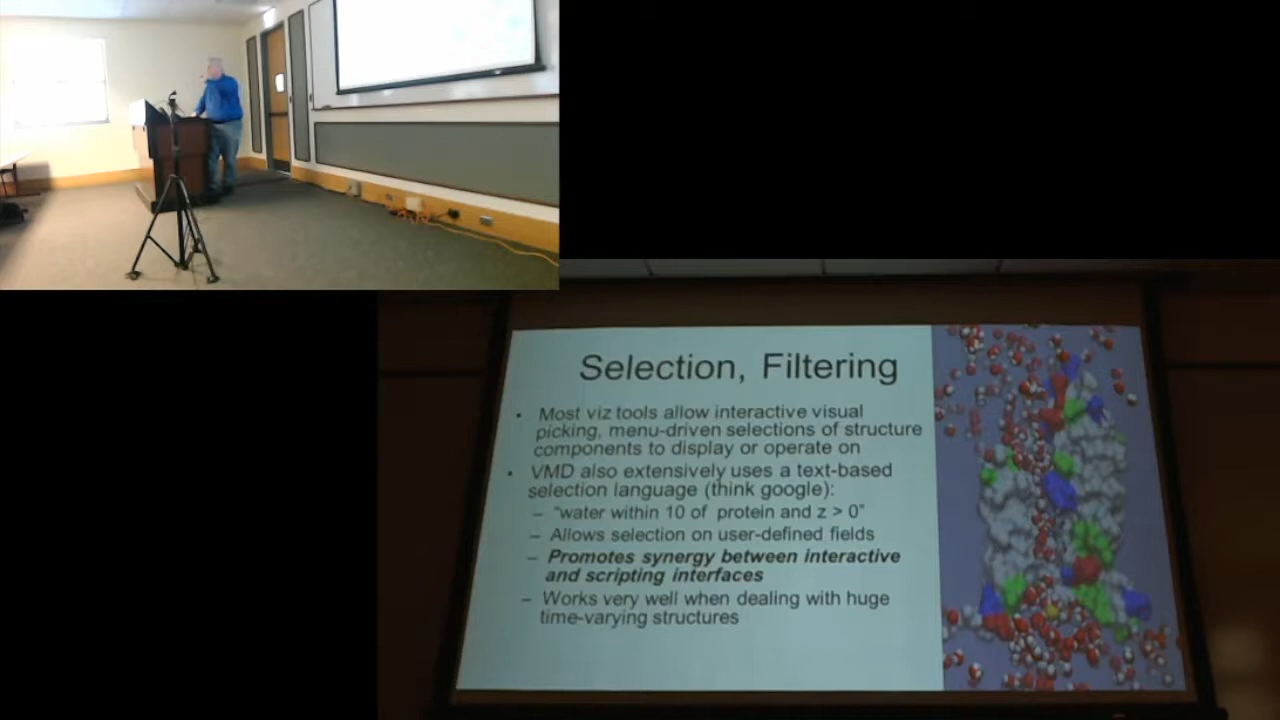 Selection, Filtering
• Most viz tools allow interactive visual
picking, menu-driven selections of structure
components to display or operate on
• VMD also extensively uses a text-based
selection language (think google):
– "water within 10 of protein and z > 0"
– Allows selection on user-defined fields
– Promotes synergy between interactive
and scripting interfaces
– Works very well when dealing with huge
time-varying structures